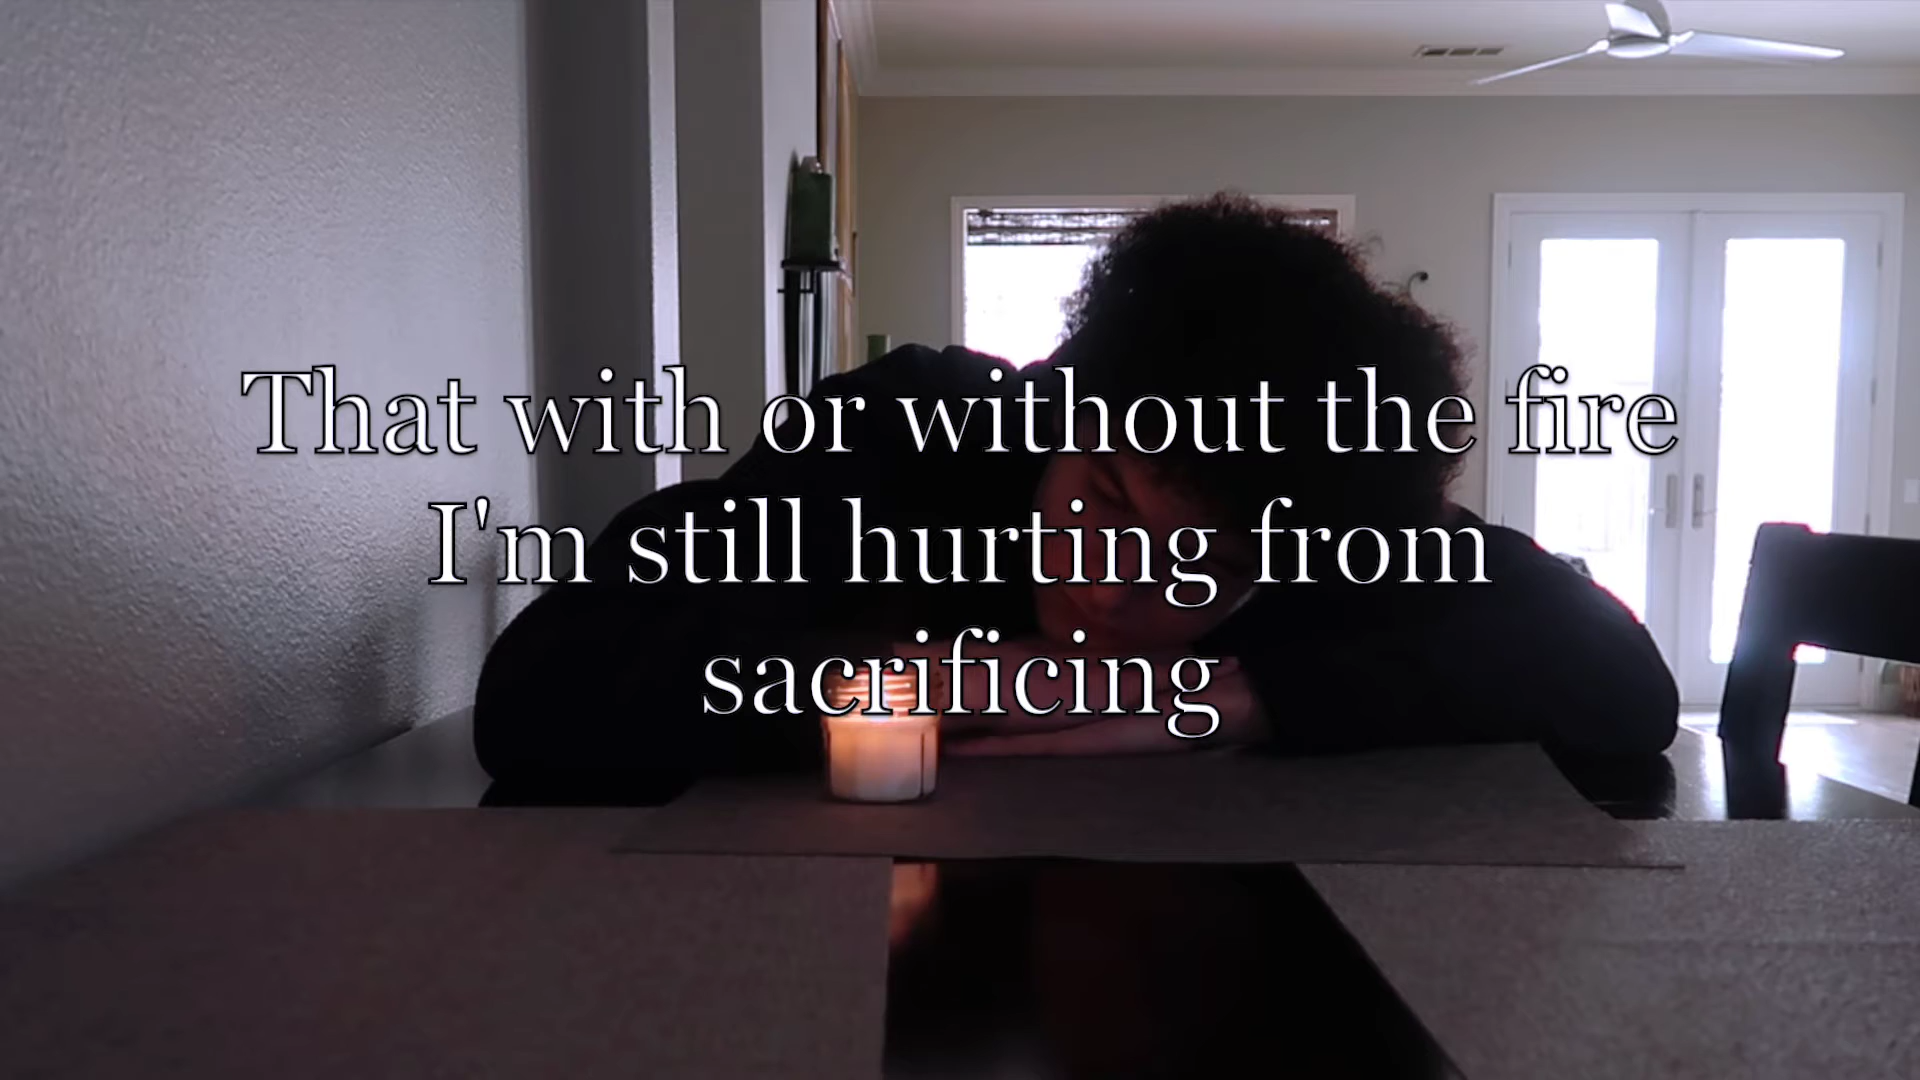 That with or without the fire
I'm still hurting from
sacrificing